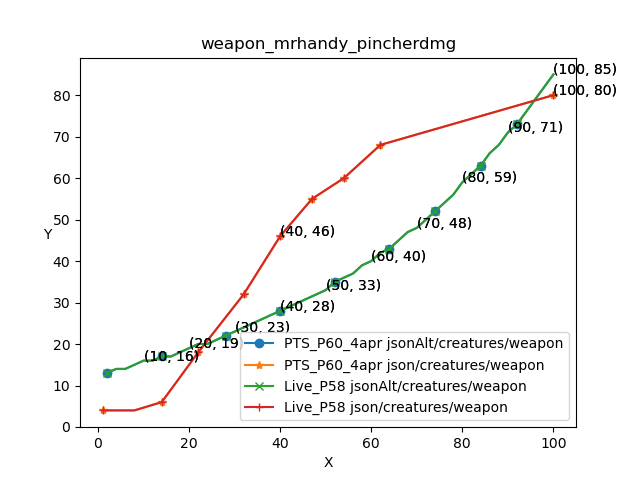 weapon_mrhandy_pincherdmg
(100, 85)
(100, 80)
(90, 71)
(80, 59)
(70, 48)
(40, 46)
(60, 40)
(50, 33)
(40, 28)
(30, 23)
(20, 19)
(10, 16)
Y
80
70
60
50
40
30
20
10
0
PTS_P60_4apr jsonAlt/creatures/weapon
PTS_P60_4apr json/creatures/weapon
Live_P58 jsonAlt/creatures/weapon
Live_P58 json/creatures/weapon
0 20 40 60 80 100
X